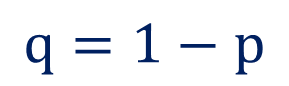 q = 1 − p